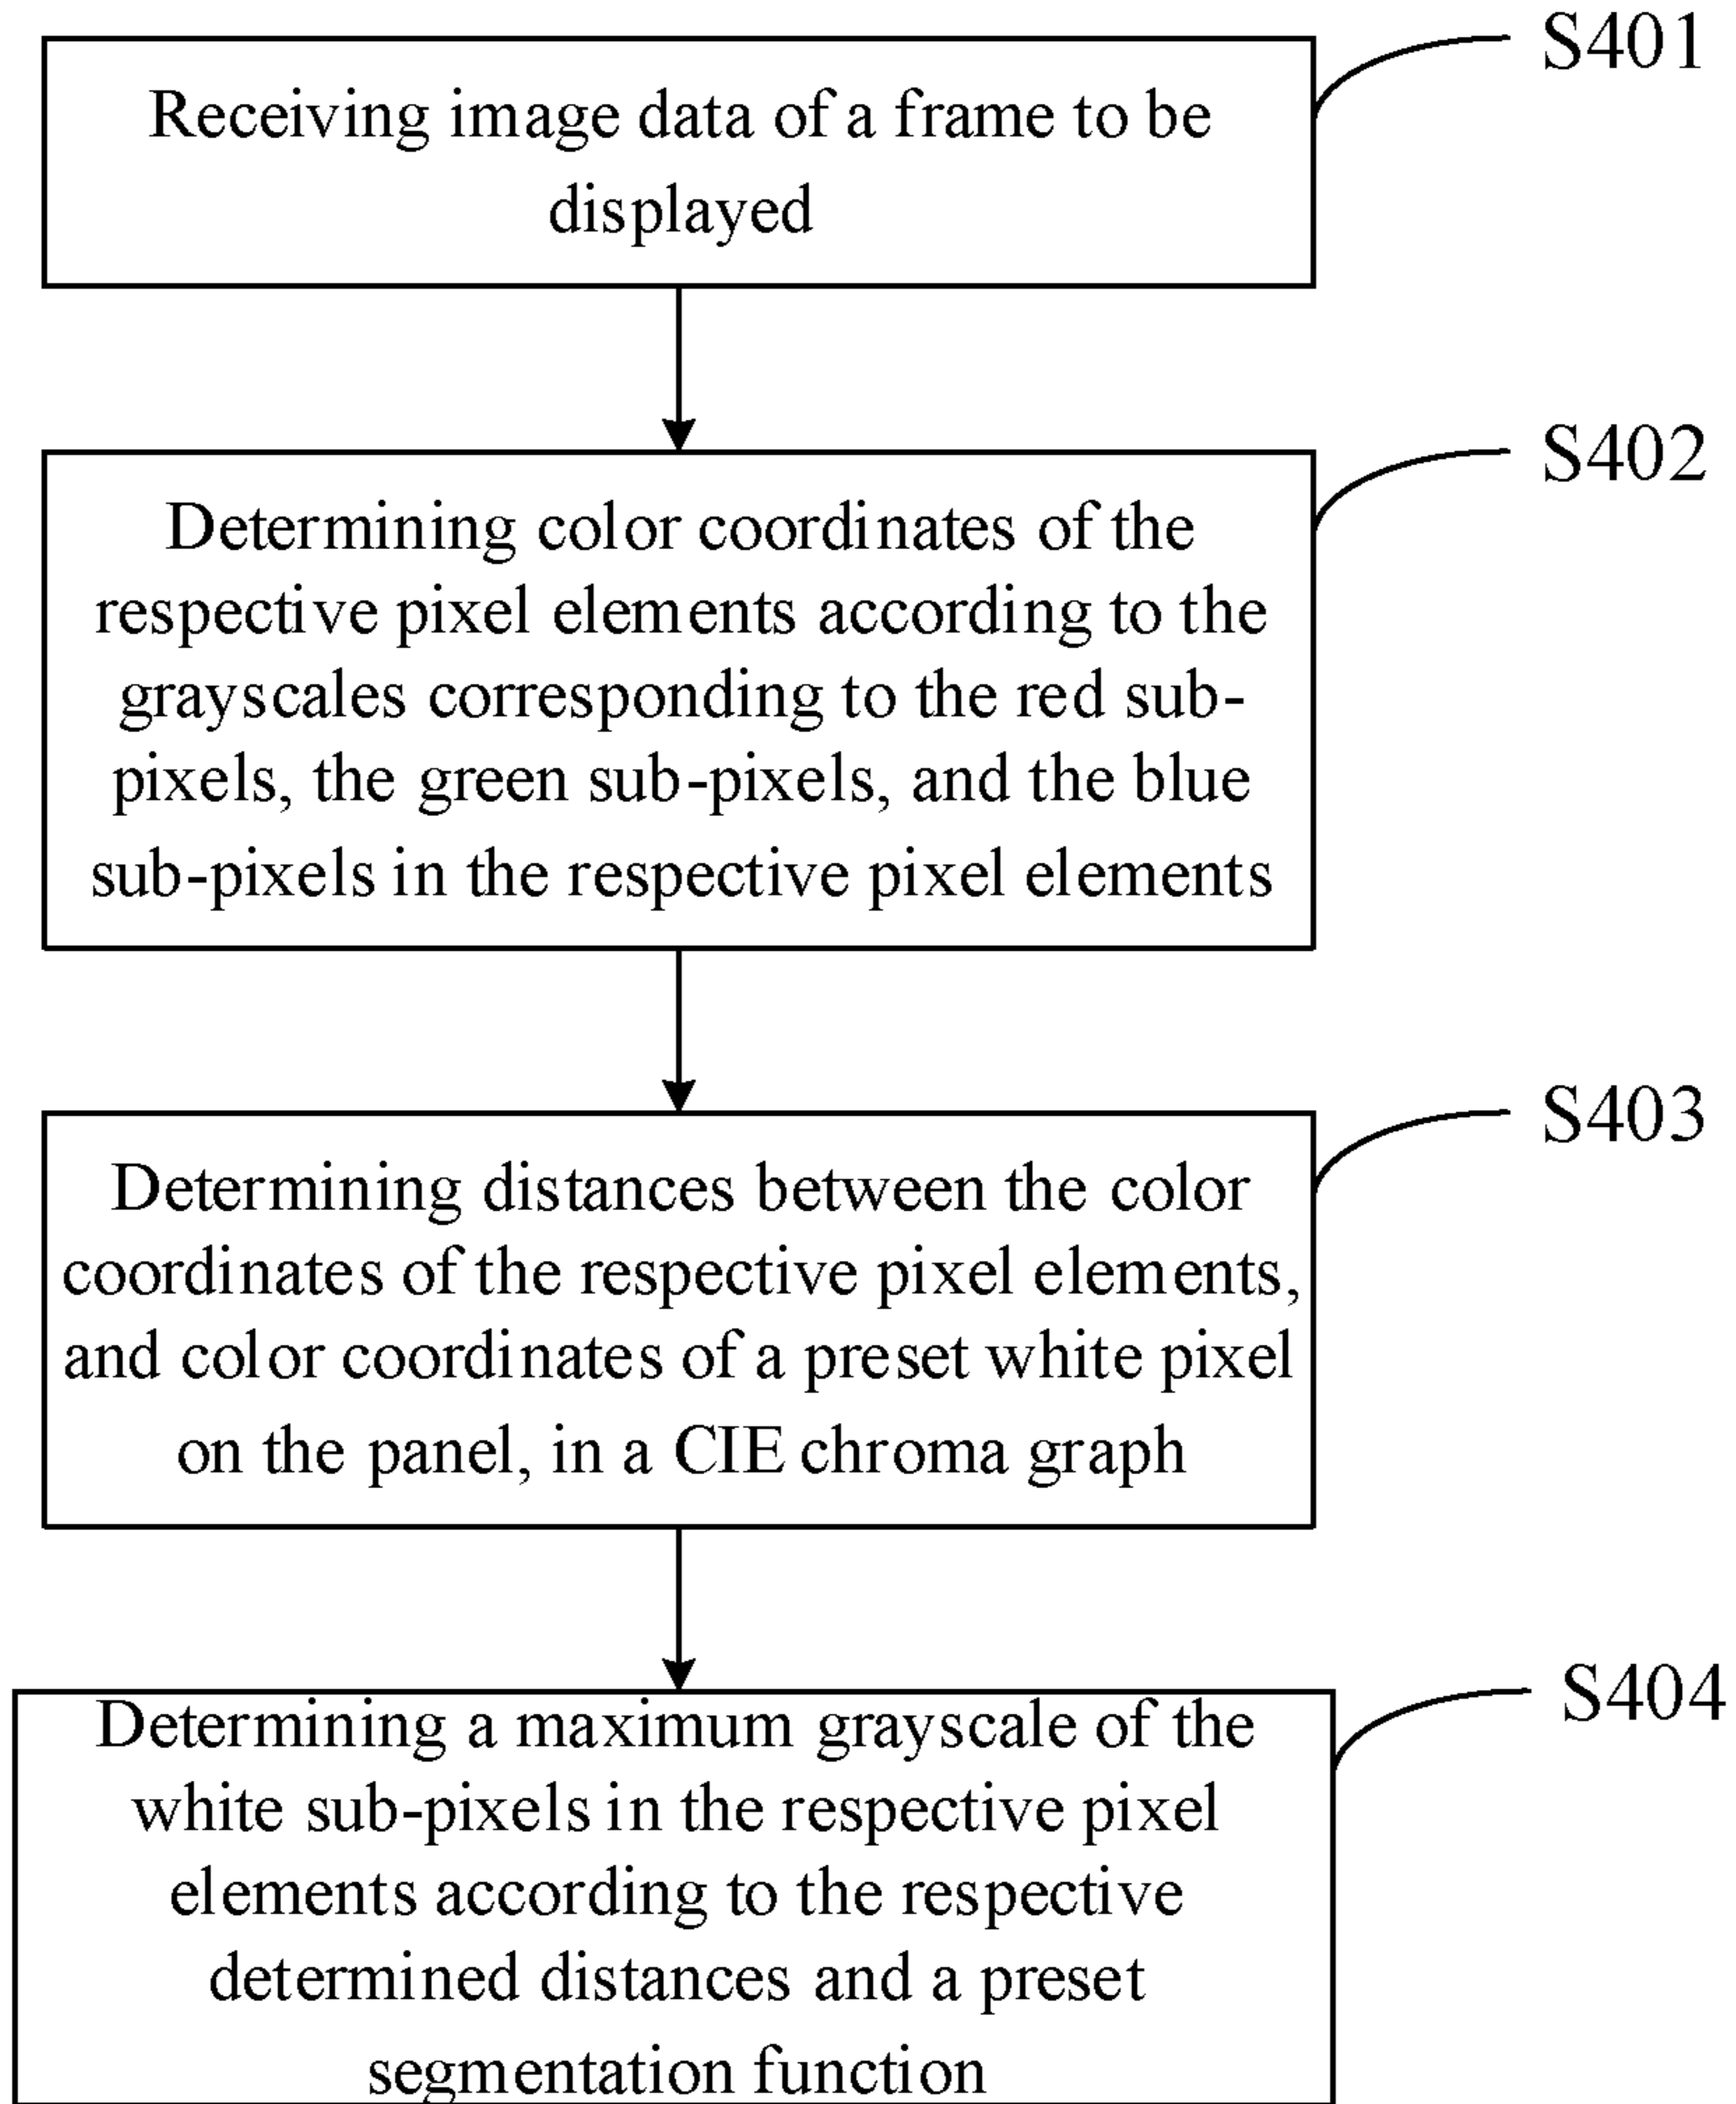 S401
Receiving image data of a frame to be
displayed
S402
Determining color coordinates of the
respective pixel elements according to the
grayscales corresponding to the red sub-
pixels, the green sub-pixels, and the blue
sub-pixels in the respective pixel elements
S403
Determining distances between the color
coordinates of the respective pixel elements,
and color coordinates of a preset white pixel
on the panel, in a CIE chroma graph
S404
Determining a maximum grayscale of the
white sub-pixels in the respective pixel
elements according to the respective
determined distances and a preset
segmentation function